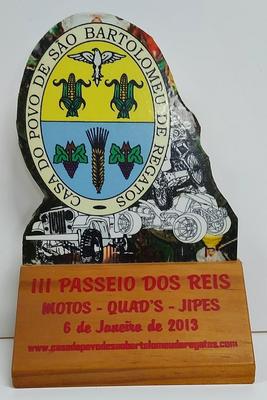 CASA DO POVO DE SÃO BARTOLOMEU DE REGATOS
III PASSEIO DOS REIS
MOTOS - QUAD'S - JIPES
6 de Janeiro de 2013
www.casadopovodesaobartolomeuderegatos.com